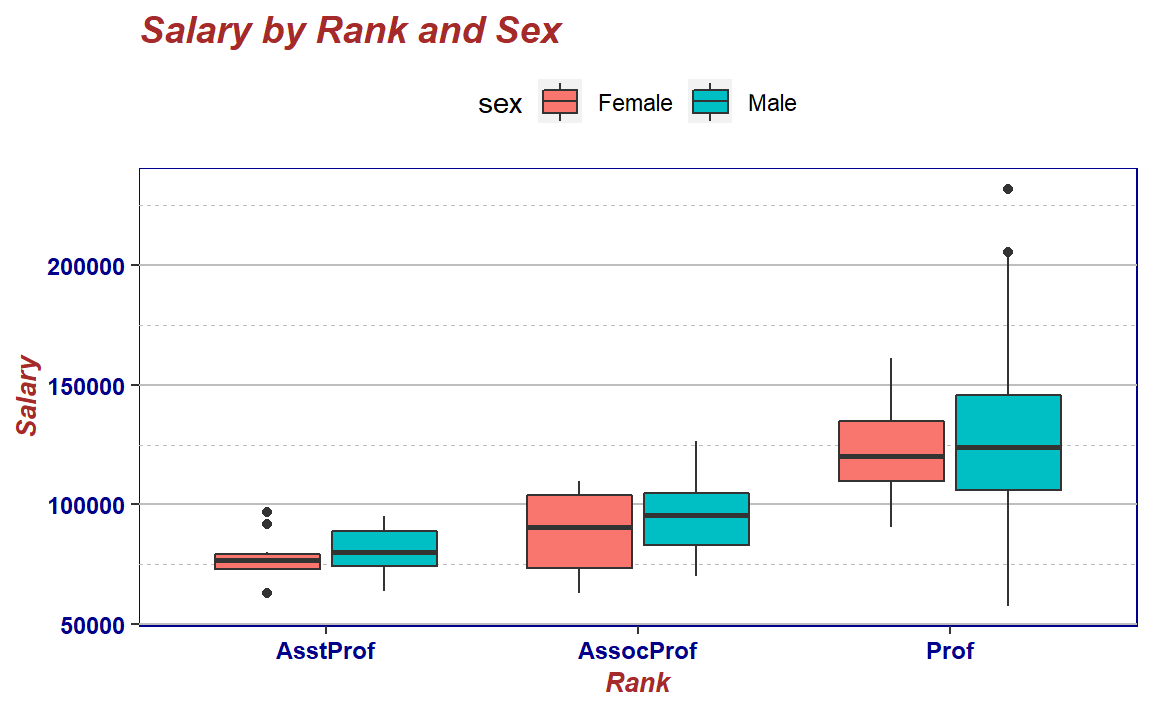 Salary by Rank and Sex
sex Female Male
200000
150000
100000
50000
Salary
AsstProf AssocProf Prof
Rank